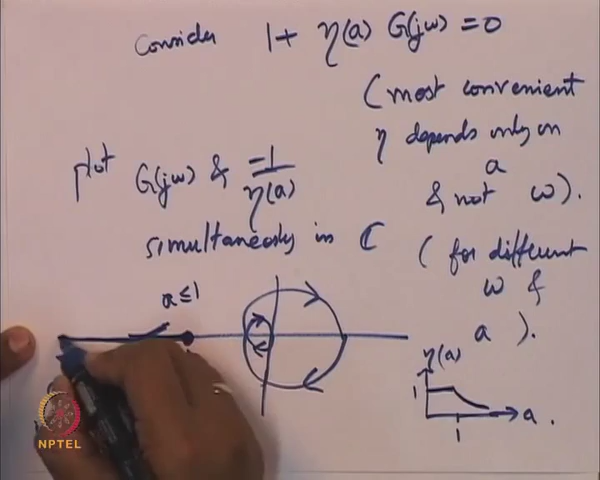 Consider 1 + η(a) G(jω) = 0
(most convenient
η depends only on
a
& not ω).
plot G(jω) & -1/η(a)
simultaneosly in ℂ
(for different
ω &
a ).
a ≤ 1
η(a)
1
a .
1
NPTEL